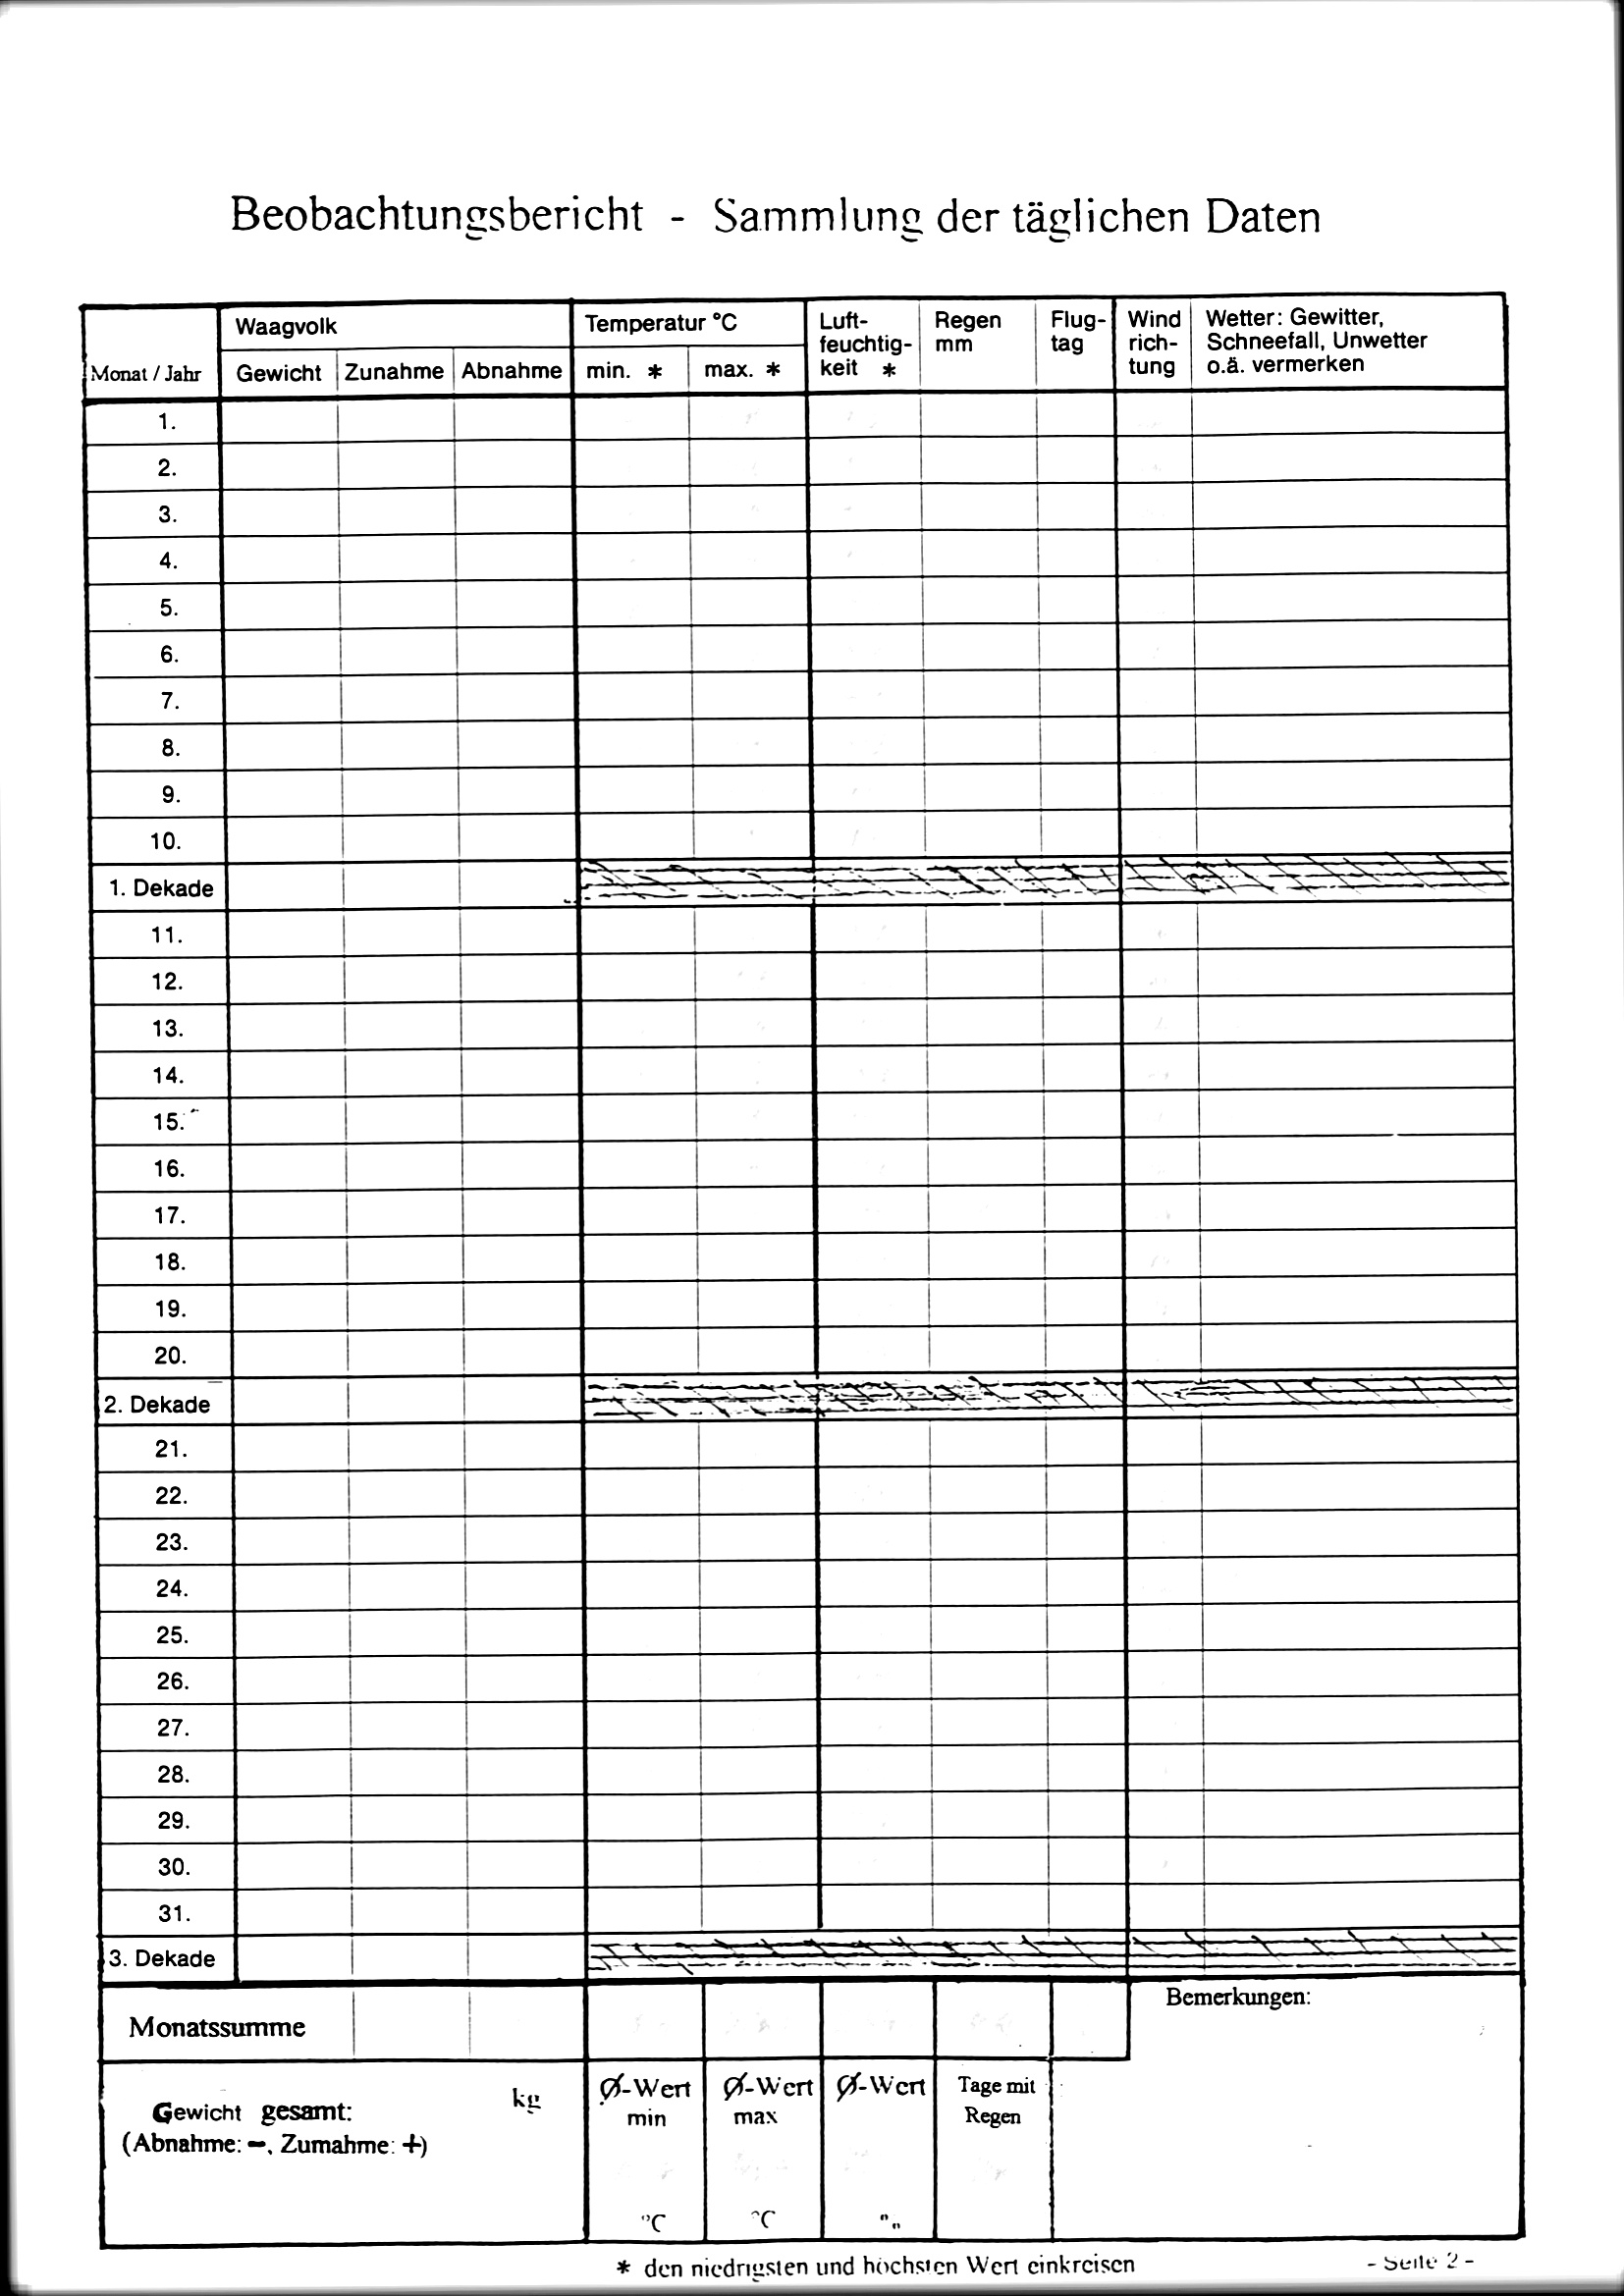 Beobachtungsbericht - Sammlung der täglichen Daten
Monat / Jahr
Waagvolk
Gewicht Zunahme Abnahme
Temperatur °C
min. * max. *
Luft-
feuchtig-
keit *
Regen
mm
Flug-
tag
Wind
rich-
tung
Wetter: Gewitter,
Schneefall, Unwetter
o.ä. vermerken
1.
2.
3.
4.
5.
6.
7.
8.
9.
10.
1. Dekade
11.
12.
13.
14.
15.
16.
17.
18.
19.
20.
2. Dekade
21.
22.
23.
24.
25.
26.
27.
28.
29.
30.
31.
3. Dekade
Monatssumme
Bemerkungen:
Gewicht gesamt: kg
(Abnahme: -, Zumahme: +)
Ø-Wert
min
°C
Ø-Wert
max
°C
Ø-Wert
Tage mit
Regen
* den niedrigsten und höchsten Wert einkreisen
- Seite 2 -